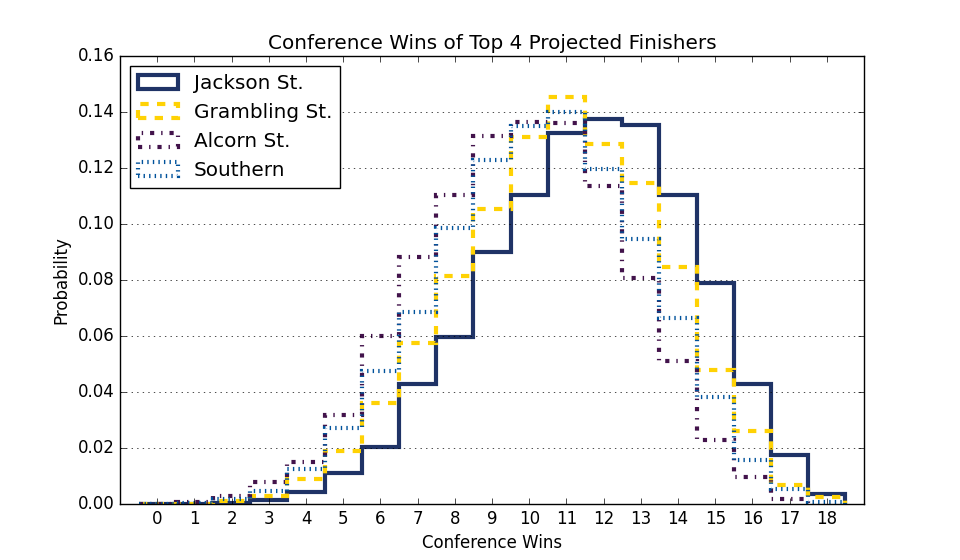 Conference Wins of Top 4 Projected Finishers
0.16
0.14
0.12
0.10
0.08
0.06
0.04
0.02
0.00
Probability
Jackson St.
Grambling St.
Alcorn St.
Southern
0 1 2 3 4 5 6 7 8 9 10 11 12 13 14 15 16 17 18
Conference Wins